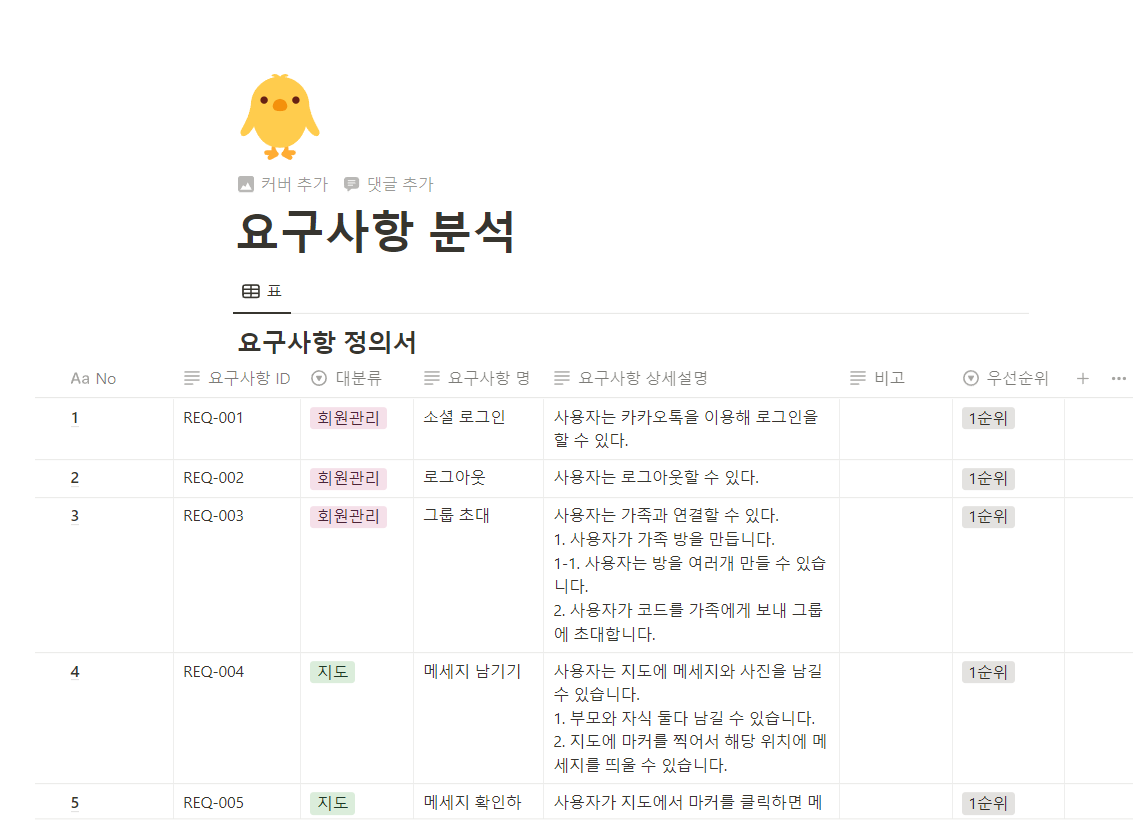 커버 추가 댓글 추가
요구사항 분석
표
요구사항 정의서
Aa No 요구사항 ID 대분류 요구사항 명 요구사항 상세설명 비고 우선순위
1 REQ-001 회원관리 소셜 로그인 사용자는 카카오톡을 이용해 로그인을 1순위
할 수 있다.
2 REQ-002 회원관리 로그아웃 사용자는 로그아웃할 수 있다. 1순위
3 REQ-003 회원관리 그룹 초대 사용자는 가족과 연결할 수 있다. 1순위
1. 사용자가 가족 방을 만듭니다.
1-1. 사용자는 방을 여러개 만들 수 있습
니다.
2. 사용자가 코드를 가족에게 보내 그룹
에 초대합니다.
4 REQ-004 지도 메세지 남기기 사용자는 지도에 메세지와 사진을 남길 1순위
수 있습니다.
1. 부모와 자식 둘다 남길 수 있습니다.
2. 지도에 마커를 찍어서 해당 위치에 메
세지를 띄울 수 있습니다.
5 REQ-005 지도 메세지 확인하 사용자가 지도에서 마커를 클릭하면 메 1순위